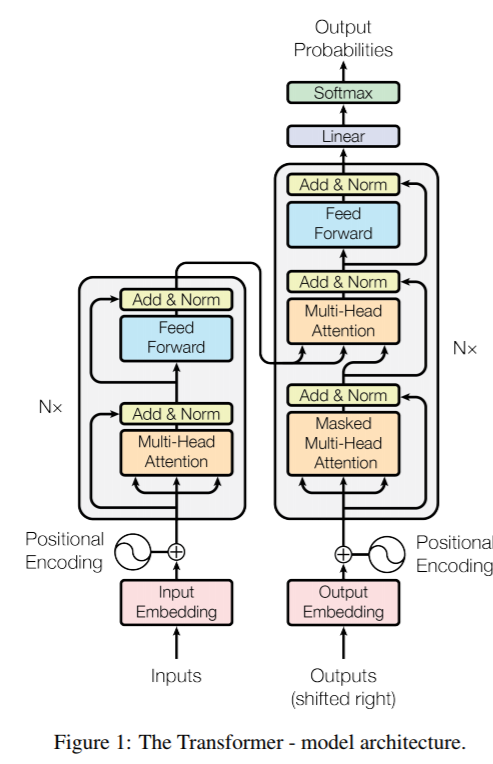 Output
Probabilities
Softmax
Linear
Add & Norm
Feed
Forward
Add & Norm
Multi-Head
Attention
Add & Norm
Masked
Multi-Head
Attention
Nx
Add & Norm
Feed
Forward
Add & Norm
Multi-Head
Attention
Nx
Positional
Encoding
Positional
Encoding
Input
Embedding
Output
Embedding
Inputs
Outputs
(shifted right)
Figure 1: The Transformer - model architecture.